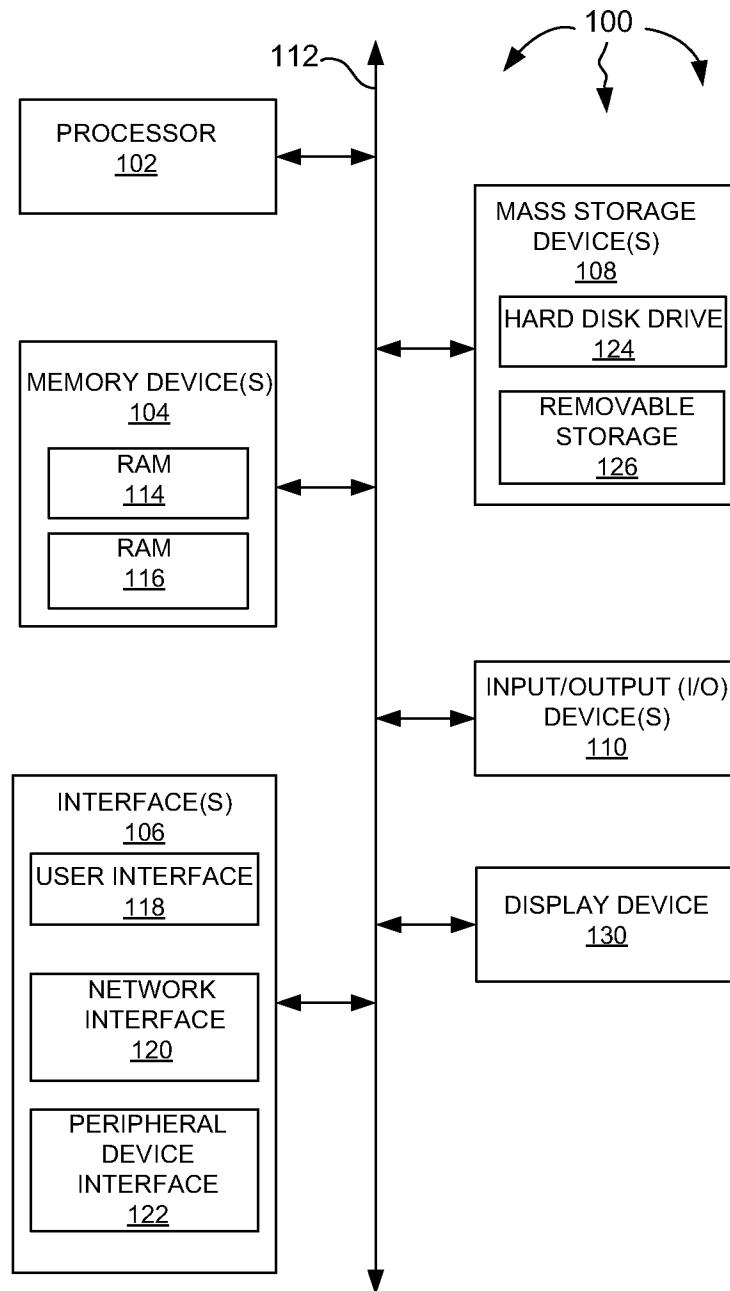 100
112
PROCESSOR
102
MASS STORAGE
DEVICE(S)
108
HARD DISK DRIVE
124
REMOVABLE
STORAGE
126
MEMORY DEVICE(S)
104
RAM
114
RAM
116
INPUT/OUTPUT (I/O)
DEVICE(S)
110
INTERFACE(S)
106
USER INTERFACE
118
NETWORK
INTERFACE
120
PERIPHERAL
DEVICE
INTERFACE
122
DISPLAY DEVICE
130